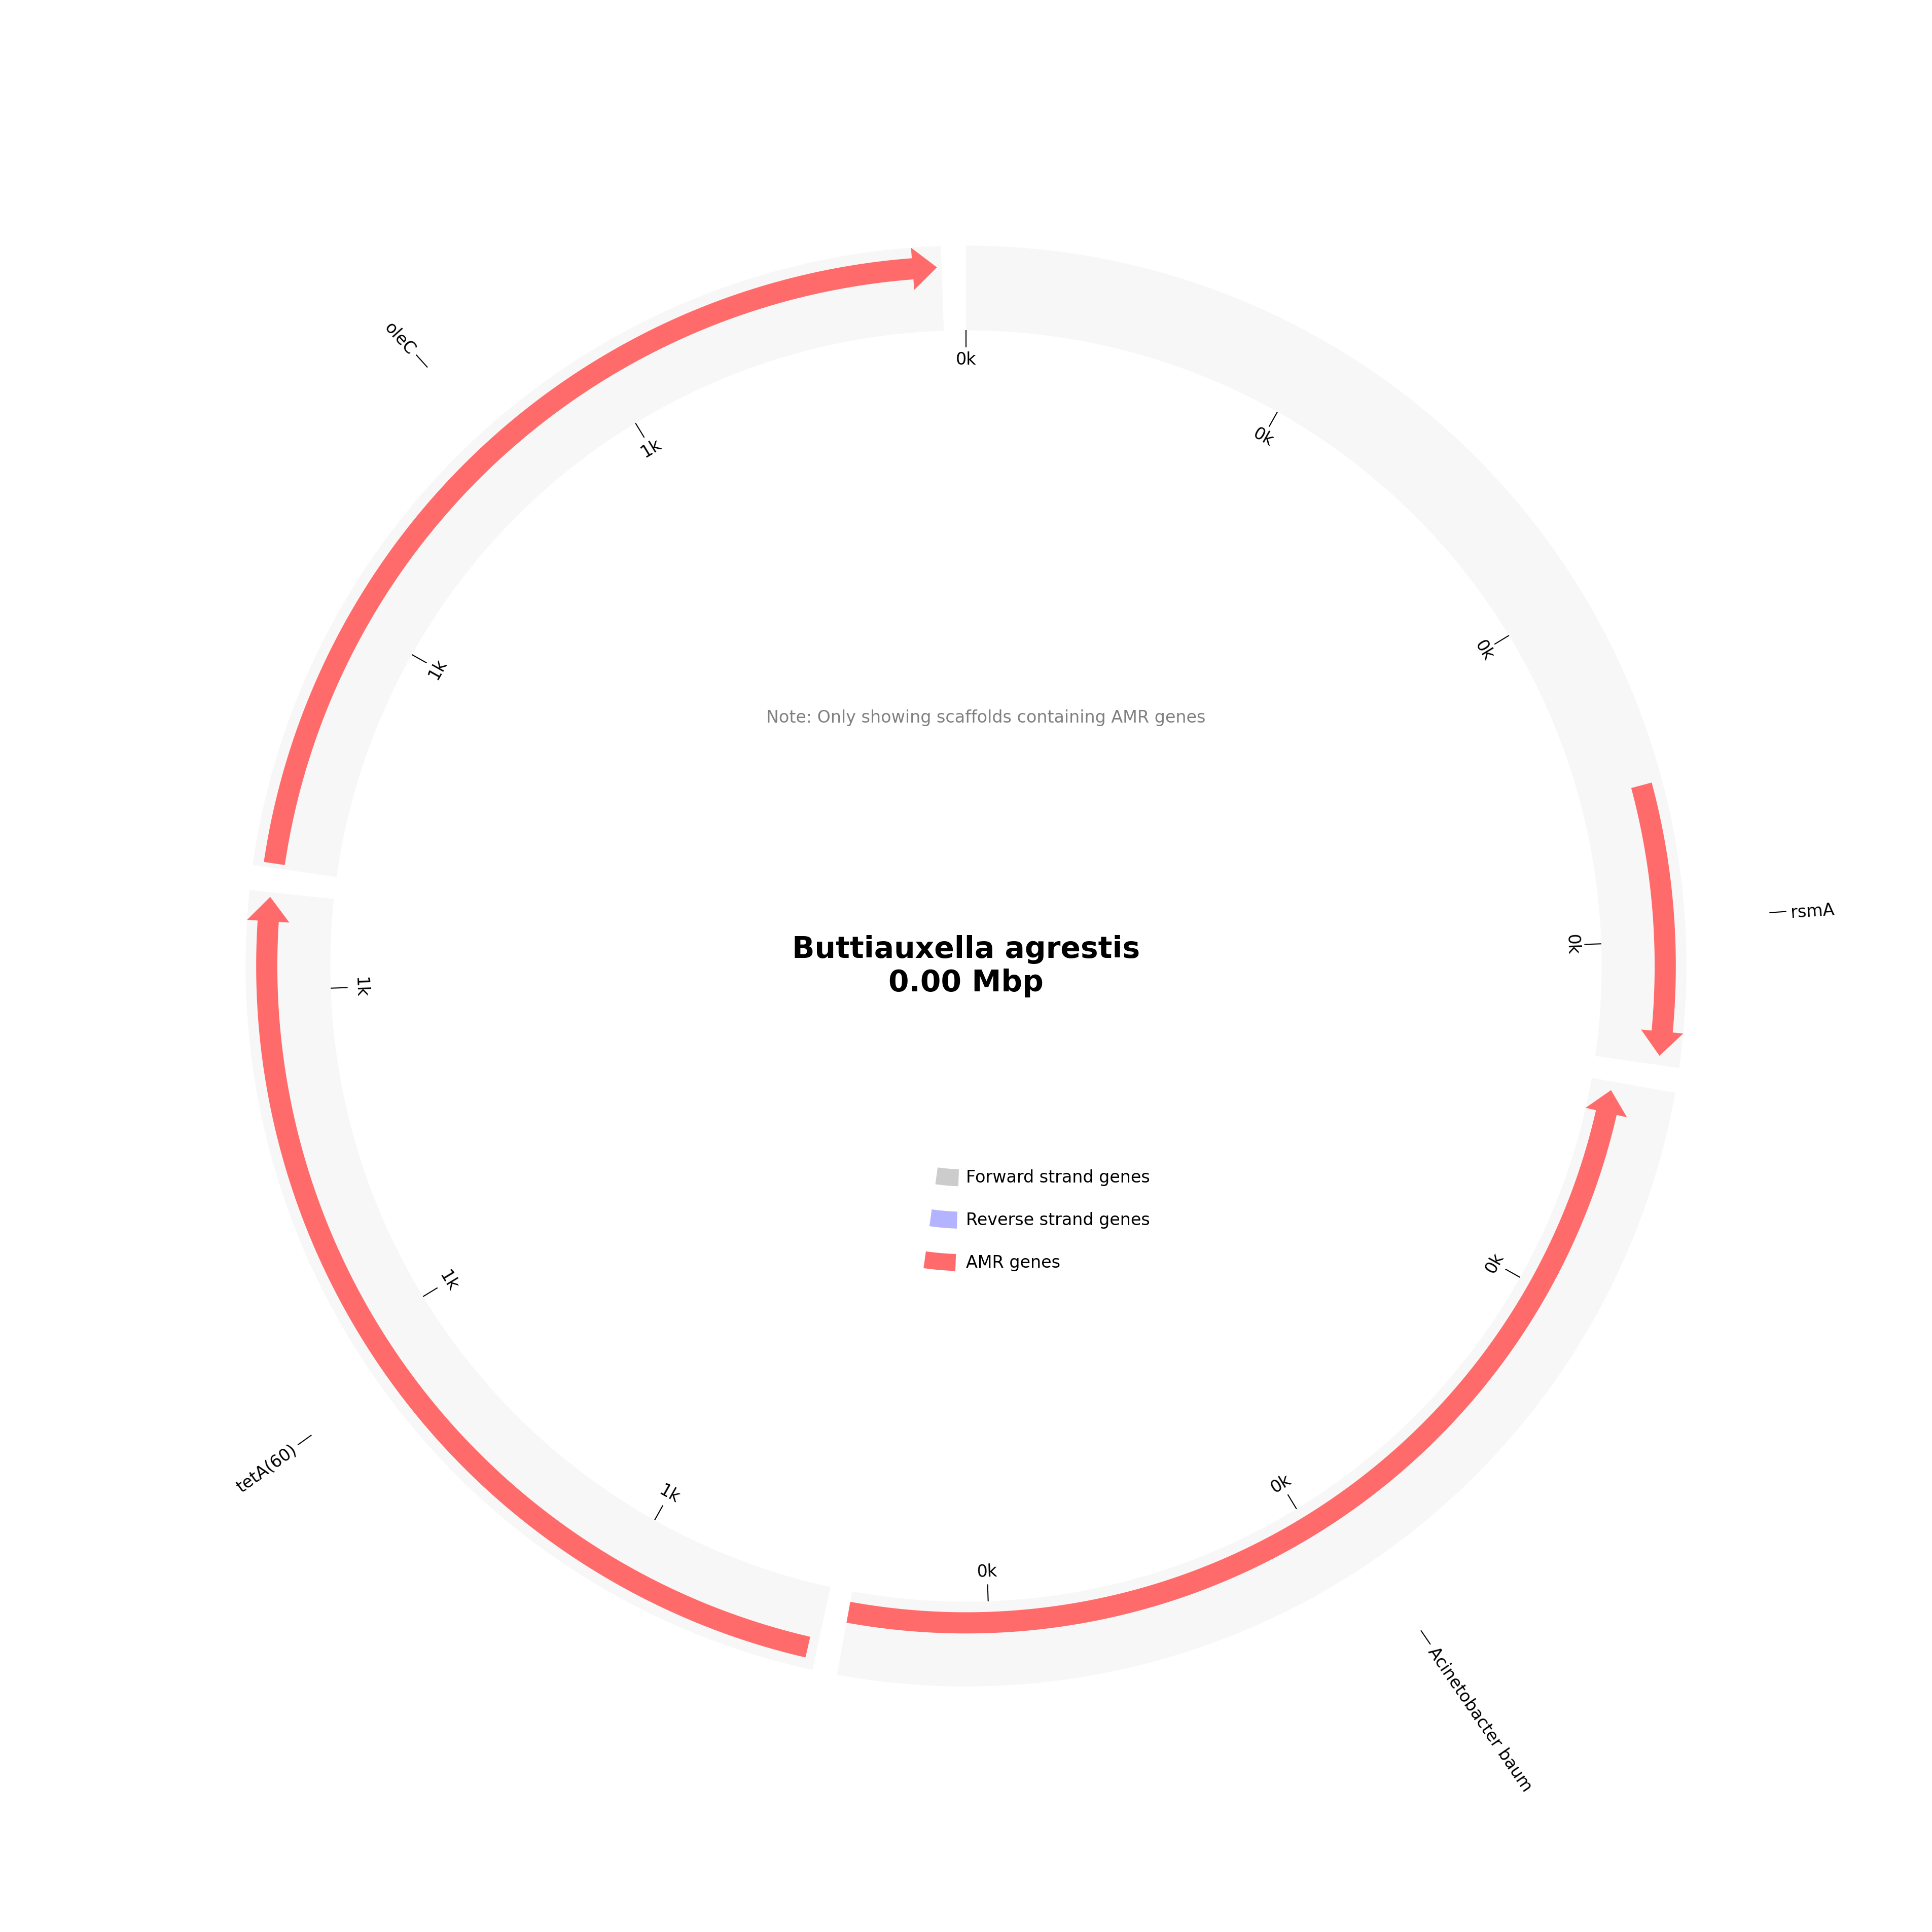 oleC
0k
0k
1k
0k
1k
Note: Only showing scaffolds containing AMR genes
rsmA
0k
Buttiauxella agrestis
0.00 Mbp
1k
Forward strand genes
Reverse strand genes
AMR genes
0k
1k
tetA(60)
0k
1k
0k
Acinetobacter baum